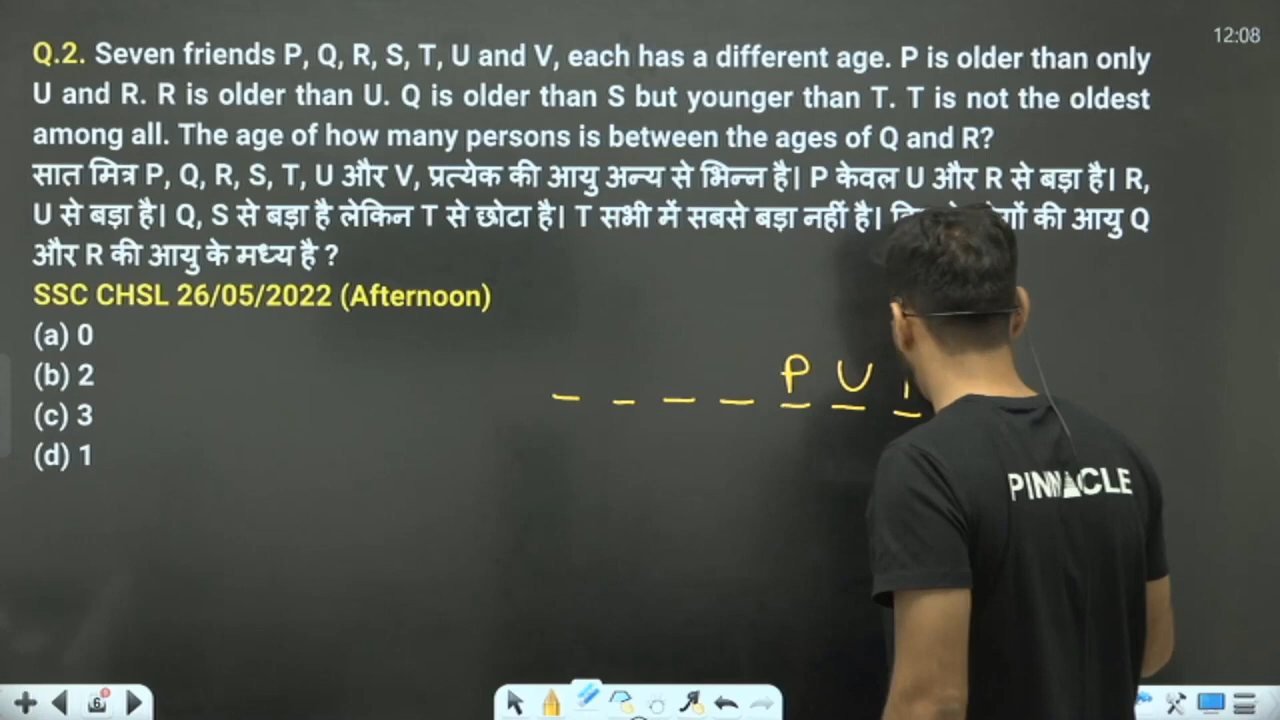 12:08
Q.2. Seven friends P, Q, R, S, T, U and V, each has a different age. P is older than only
U and R. R is older than U. Q is older than S but younger than T. T is not the oldest
among all. The age of how many persons is between the ages of Q and R?
सात मित्र P, Q, R, S, T, U और V, प्रत्येक की आयु अन्य से भिन्न है। P केवल U और R से बड़ा है। R,
U से बड़ा है। Q, S से बड़ा है लेकिन T से छोटा है। T सभी में सबसे बड़ा नहीं है। की आयु Q
और R की आयु के मध्य है ?
SSC CHSL 26/05/2022 (Afternoon)
(a) 0
(b) 2
(c) 3
(d) 1
P U
PINNACLE